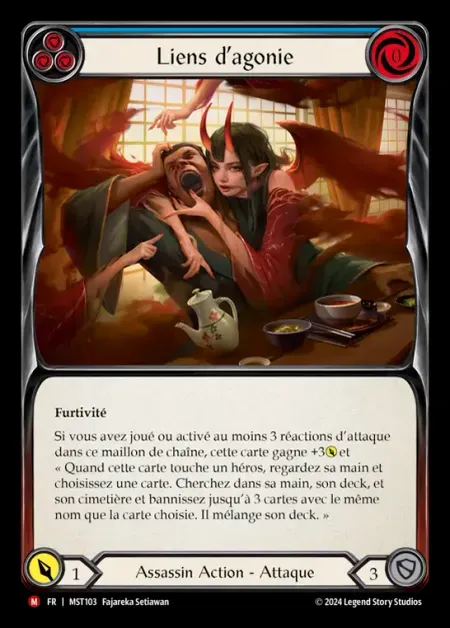 Liens d'agonie
0
Furtivité
Si vous avez joué ou activé au moins 3 réactions d'attaque
dans ce maillon de chaîne, cette carte gagne +3 et
« Quand cette carte touche un héros, regardez sa main et
choisissez une carte. Cherchez dans sa main, son deck, et
son cimetière et bannissez jusqu'à 3 cartes avec le même
nom que la carte choisie. Il mélange son deck. »
1 Assassin Action - Attaque 3
M FR | MST103 Fajareka Setiawan © 2024 Legend Story Studios